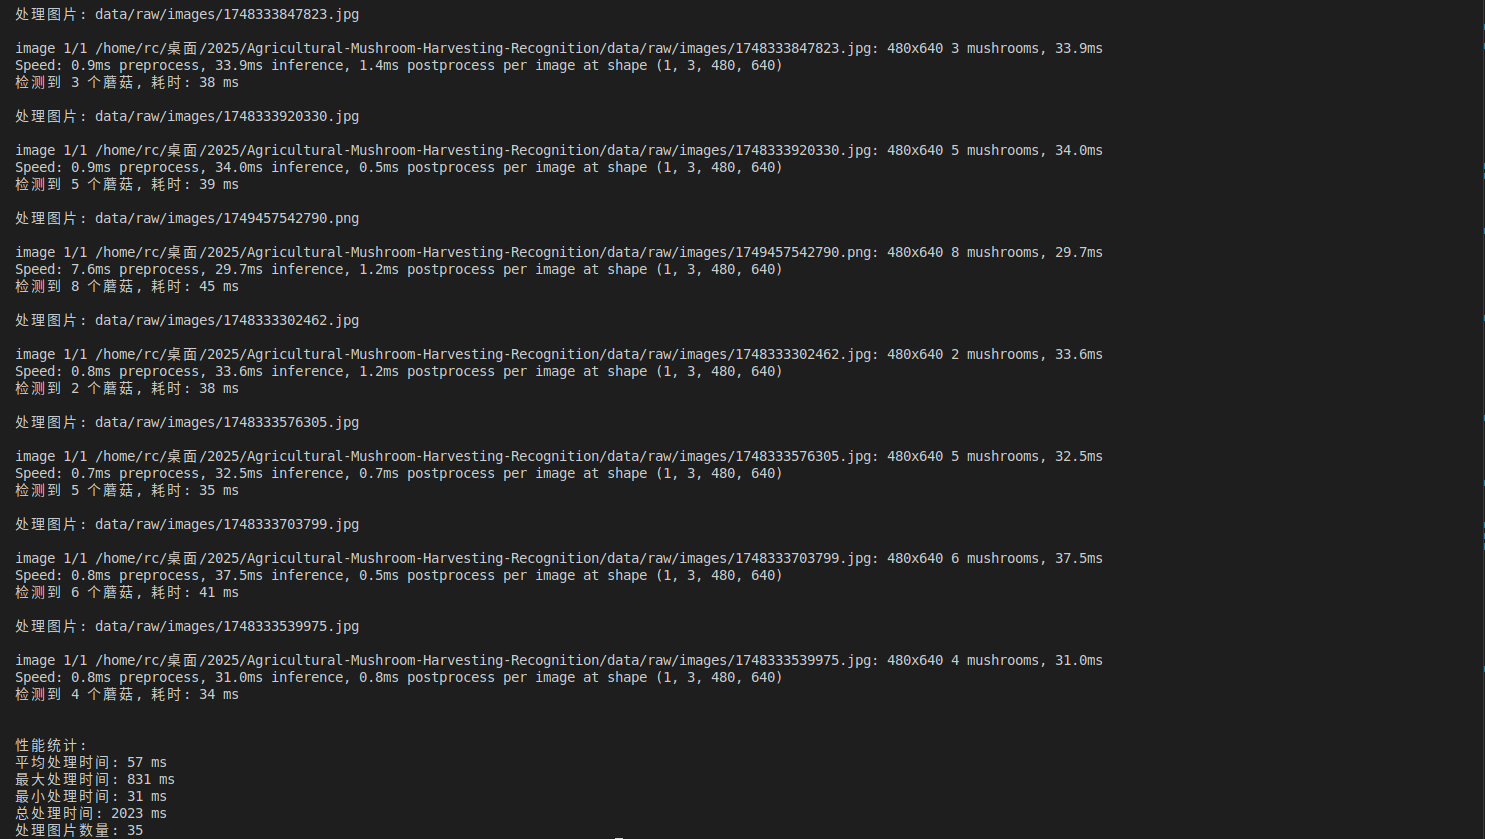 处理图片: data/raw/images/1748333847823.jpg
image 1/1 /home/rc/桌面/2025/Agricultural-Mushroom-Harvesting-Recognition/data/raw/images/1748333847823.jpg: 480x640 3 mushrooms, 33.9ms
Speed: 0.9ms preprocess, 33.9ms inference, 1.4ms postprocess per image at shape (1, 3, 480, 640)
检测到 3 个蘑菇, 耗时: 38 ms
处理图片: data/raw/images/1748333920330.jpg
image 1/1 /home/rc/桌面/2025/Agricultural-Mushroom-Harvesting-Recognition/data/raw/images/1748333920330.jpg: 480x640 5 mushrooms, 34.0ms
Speed: 0.9ms preprocess, 34.0ms inference, 0.5ms postprocess per image at shape (1, 3, 480, 640)
检测到 5 个蘑菇, 耗时: 39 ms
处理图片: data/raw/images/1749457542790.png
image 1/1 /home/rc/桌面/2025/Agricultural-Mushroom-Harvesting-Recognition/data/raw/images/1749457542790.png: 480x640 8 mushrooms, 29.7ms
Speed: 7.6ms preprocess, 29.7ms inference, 1.2ms postprocess per image at shape (1, 3, 480, 640)
检测到 8 个蘑菇, 耗时: 45 ms
处理图片: data/raw/images/1748333302462.jpg
image 1/1 /home/rc/桌面/2025/Agricultural-Mushroom-Harvesting-Recognition/data/raw/images/1748333302462.jpg: 480x640 2 mushrooms, 33.6ms
Speed: 0.8ms preprocess, 33.6ms inference, 1.2ms postprocess per image at shape (1, 3, 480, 640)
检测到 2 个蘑菇, 耗时: 38 ms
处理图片: data/raw/images/1748333576305.jpg
image 1/1 /home/rc/桌面/2025/Agricultural-Mushroom-Harvesting-Recognition/data/raw/images/1748333576305.jpg: 480x640 5 mushrooms, 32.5ms
Speed: 0.7ms preprocess, 32.5ms inference, 0.7ms postprocess per image at shape (1, 3, 480, 640)
检测到 5 个蘑菇, 耗时: 35 ms
处理图片: data/raw/images/1748333703799.jpg
image 1/1 /home/rc/桌面/2025/Agricultural-Mushroom-Harvesting-Recognition/data/raw/images/1748333703799.jpg: 480x640 6 mushrooms, 37.5ms
Speed: 0.8ms preprocess, 37.5ms inference, 0.5ms postprocess per image at shape (1, 3, 480, 640)
检测到 6 个蘑菇, 耗时: 41 ms
处理图片: data/raw/images/1748333539975.jpg
image 1/1 /home/rc/桌面/2025/Agricultural-Mushroom-Harvesting-Recognition/data/raw/images/1748333539975.jpg: 480x640 4 mushrooms, 31.0ms
Speed: 0.8ms preprocess, 31.0ms inference, 0.8ms postprocess per image at shape (1, 3, 480, 640)
检测到 4 个蘑菇, 耗时: 34 ms
性能统计:
平均处理时间: 57 ms
最大处理时间: 831 ms
最小处理时间: 31 ms
总处理时间: 2023 ms
处理图片数量: 35